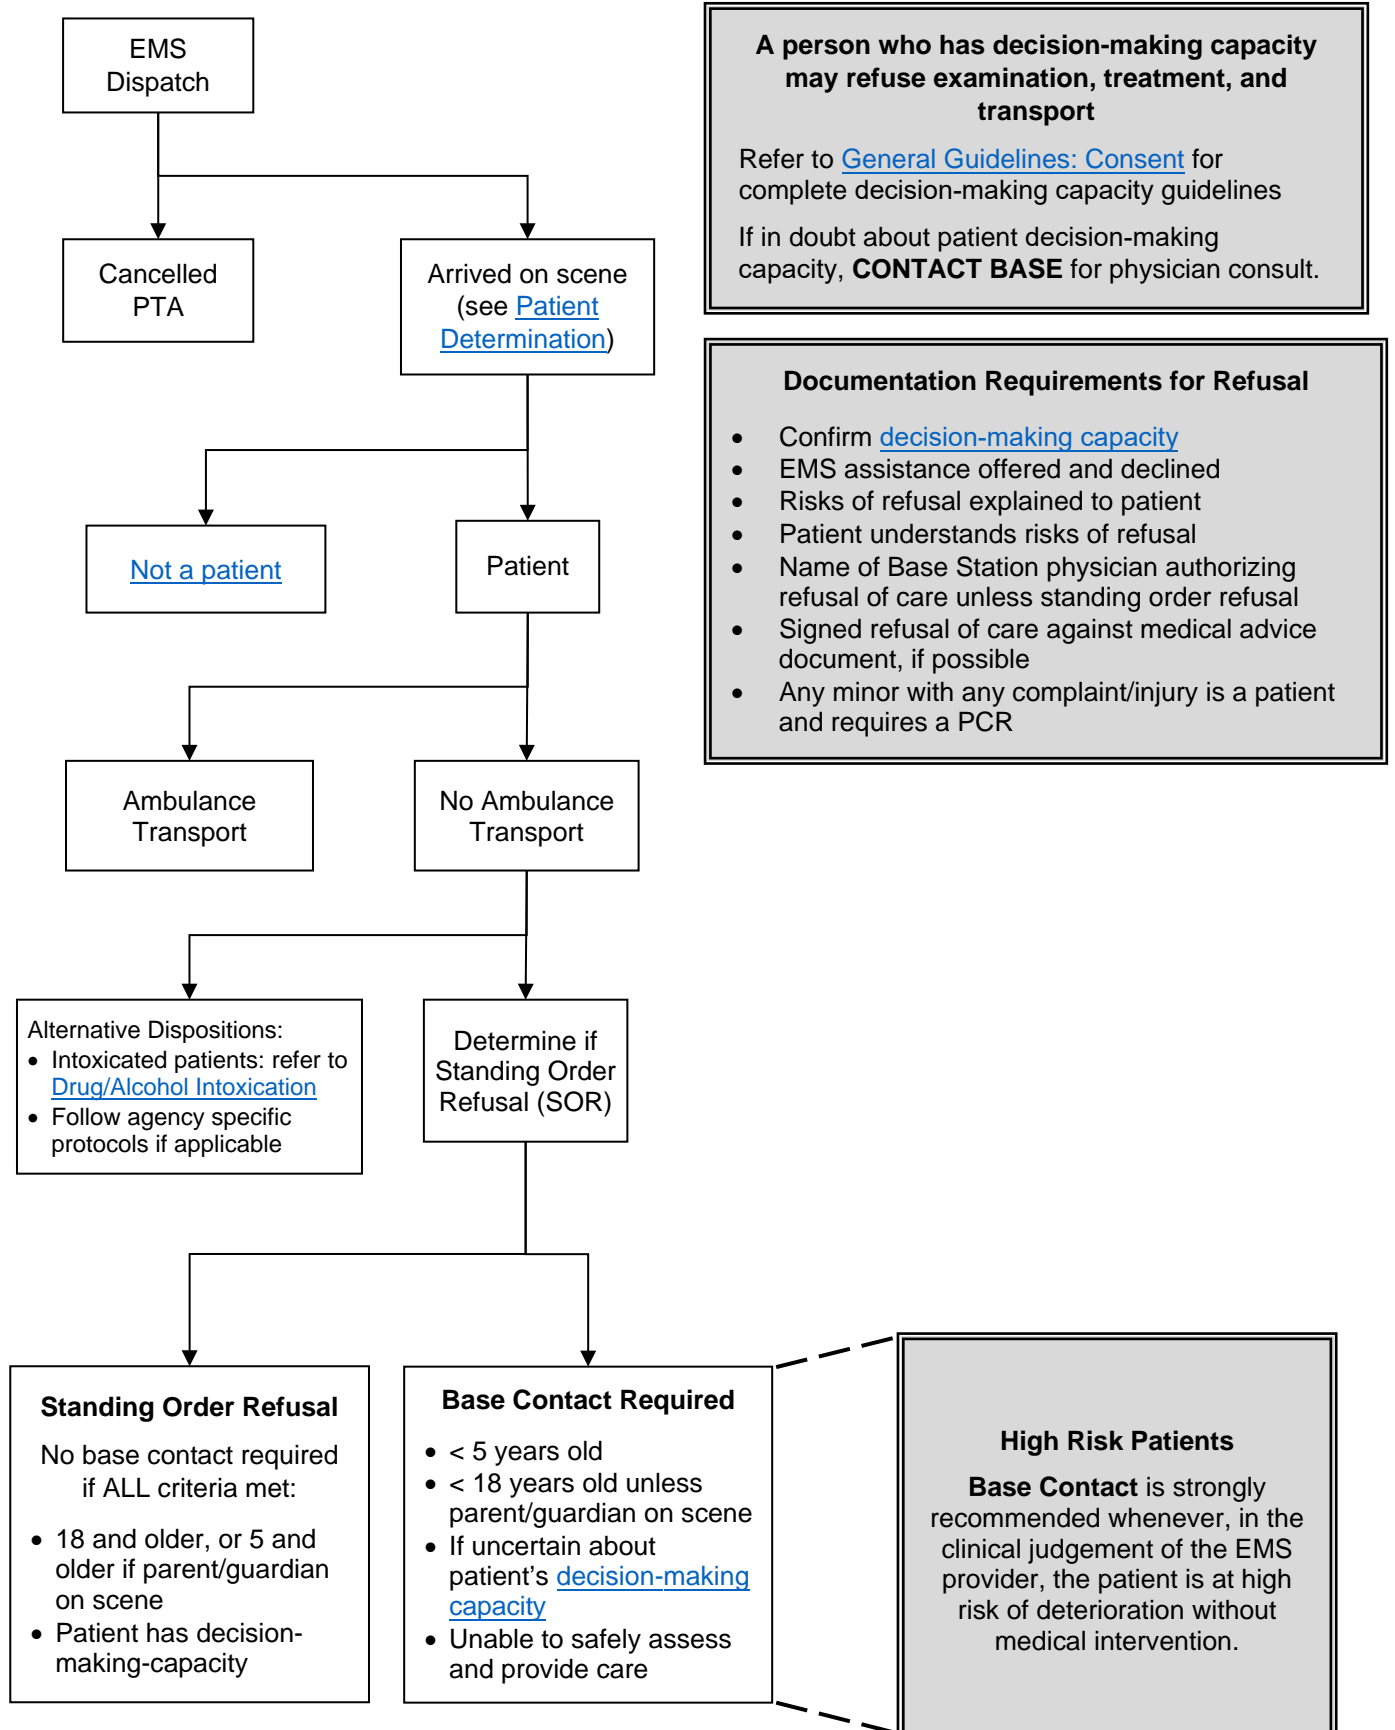 EMS
Dispatch
A person who has decision-making capacity
may refuse examination, treatment, and
transport
Refer to General Guidelines: Consent for
complete decision-making capacity guidelines
If in doubt about patient decision-making
capacity, CONTACT BASE for physician consult.
Cancelled
PTA
Arrived on scene
(see Patient
Determination)
Documentation Requirements for Refusal
• Confirm decision-making capacity
• EMS assistance offered and declined
• Risks of refusal explained to patient
• Patient understands risks of refusal
• Name of Base Station physician authorizing
refusal of care unless standing order refusal
• Signed refusal of care against medical advice
document, if possible
• Any minor with any complaint/injury is a patient
and requires a PCR
Not a patient
Patient
Ambulance
Transport
No Ambulance
Transport
Alternative Dispositions:
• Intoxicated patients: refer to
Drug/Alcohol Intoxication
• Follow agency specific
protocols if applicable
Determine if
Standing Order
Refusal (SOR)
Standing Order Refusal
No base contact required
if ALL criteria met:
• 18 and older, or 5 and
older if parent/guardian
on scene
• Patient has decision-
making-capacity
Base Contact Required
• < 5 years old
• < 18 years old unless
parent/guardian on scene
• If uncertain about
patient’s decision-making
capacity
• Unable to safely assess
and provide care
High Risk Patients
Base Contact is strongly
recommended whenever, in the
clinical judgement of the EMS
provider, the patient is at high
risk of deterioration without
medical intervention.